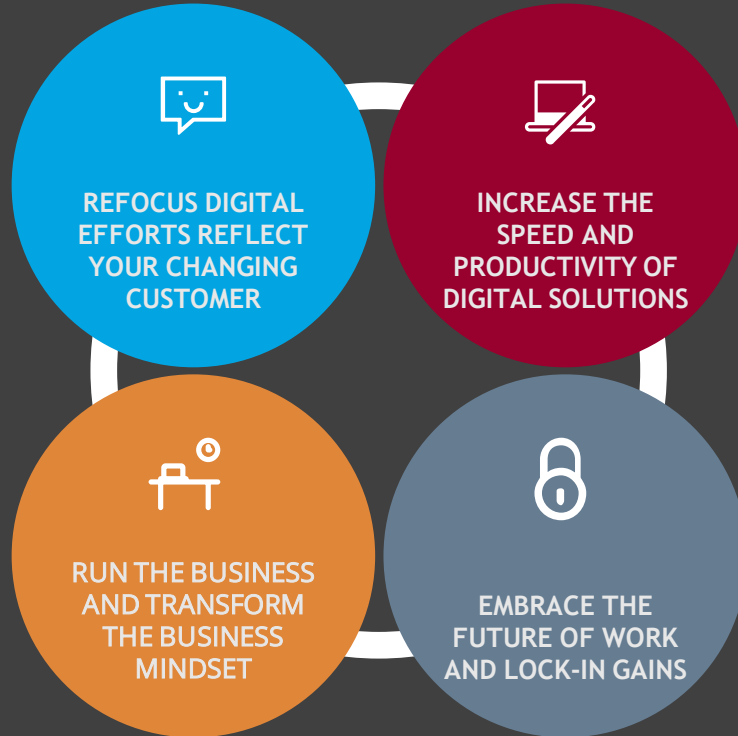 REFOCUS DIGITAL
EFFORTS REFLECT
YOUR CHANGING
CUSTOMER
INCREASE THE
SPEED AND
PRODUCTIVITY OF
DIGITAL SOLUTIONS
RUN THE BUSINESS
AND TRANSFORM
THE BUSINESS
MINDSET
EMBRACE THE
FUTURE OF WORK
AND LOCK-IN GAINS